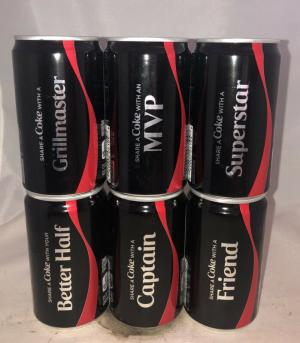 SHARE A Coke WITH A
Grillmaster
SHARE A Coke WITH AN
MVP
SHARE A Coke WITH A
Superstar
SHARE A Coke WITH YOUR
Better Half
SHARE A Coke WITH A
Captain
SHARE A Coke WITH A
Friend